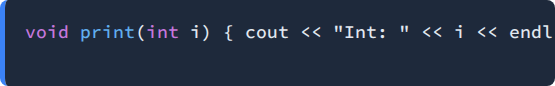 void print(int i) { cout << "Int: " << i << endl